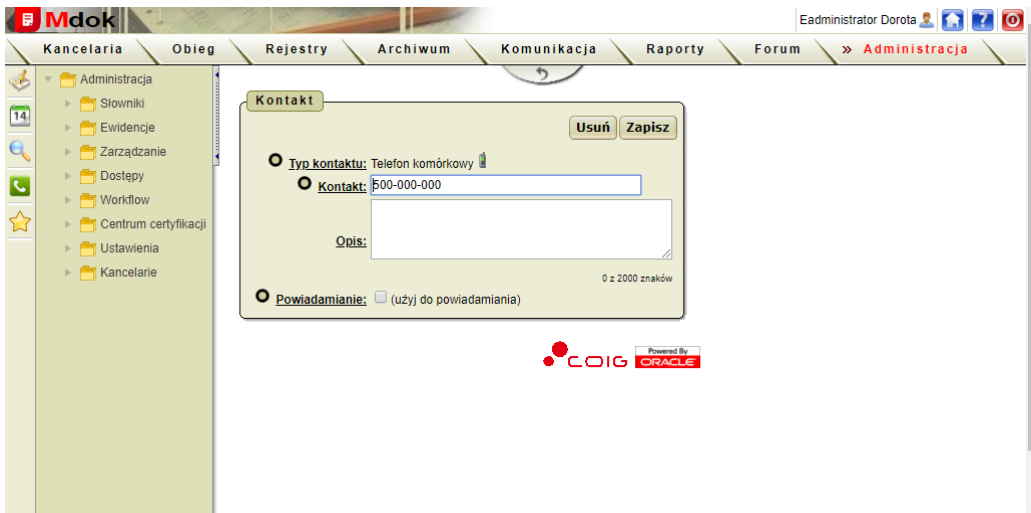 Mdok
Eadministrator Dorota
Kancelaria Obieg Rejestry Archiwum Komunikacja Raporty Forum » Administracja
Administracja
Słowniki
Ewidencje
14
Zarządzanie
Dostępy
Workflow
Centrum certyfikacji
Ustawienia
Kancelarie
Kontakt
Usuń Zapisz
Typ kontaktu: Telefon komórkowy
Kontakt: 500-000-000
Opis:
0 z 2000 znaków
Powiadamianie: (użyj do powiadamiania)
COIG Powered By
ORACLE